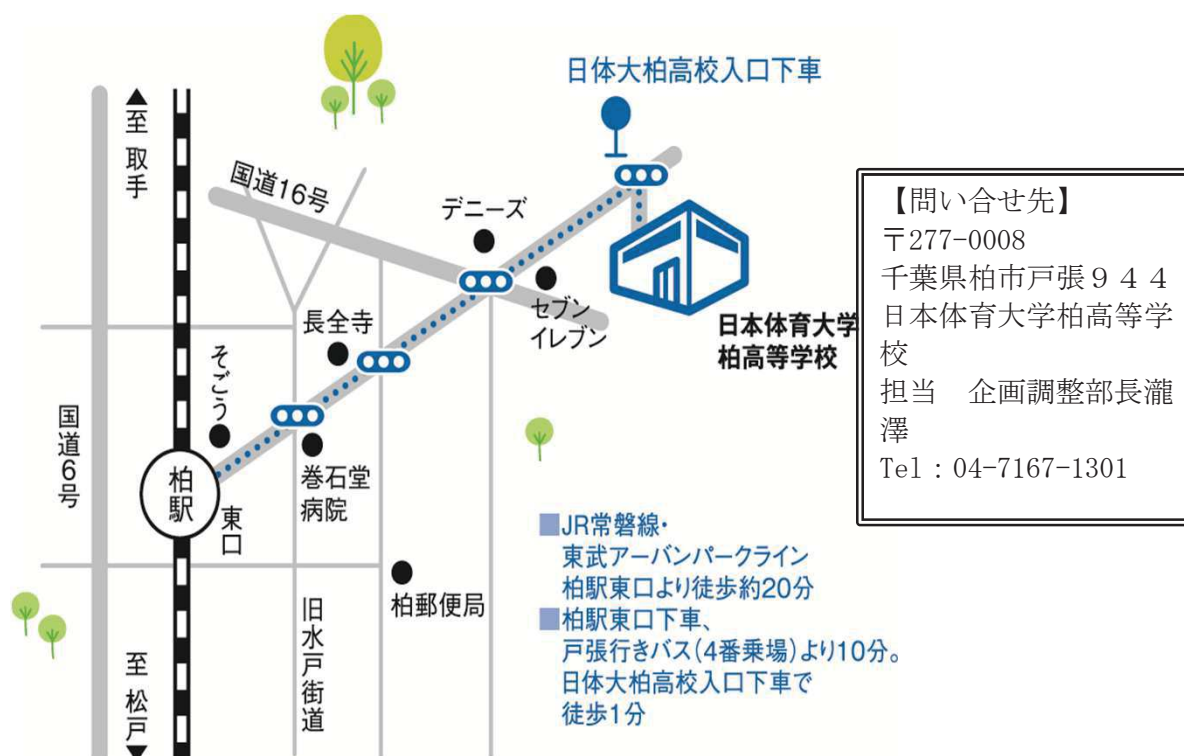 日体大柏高校入口下車
▲至 取手
国道16号
デニーズ
セブン
イレブン
日本体育大学
柏高等学校
長全寺
そごう
国道6号
柏駅
東口
巻石堂
病院
柏郵便局
旧水戸街道
至 松戸▼
■JR常磐線・
東武アーバンパークライン
柏駅東口より徒歩約20分
■柏駅東口下車、
戸張行きバス(4番乗場)より10分。
日体大柏高校入口下車で
徒歩1分
【問い合せ先】
〒277-0008
千葉県柏市戸張９４４
日本体育大学柏高等学
校
担当　企画調整部長瀧
澤
Tel：04-7167-1301